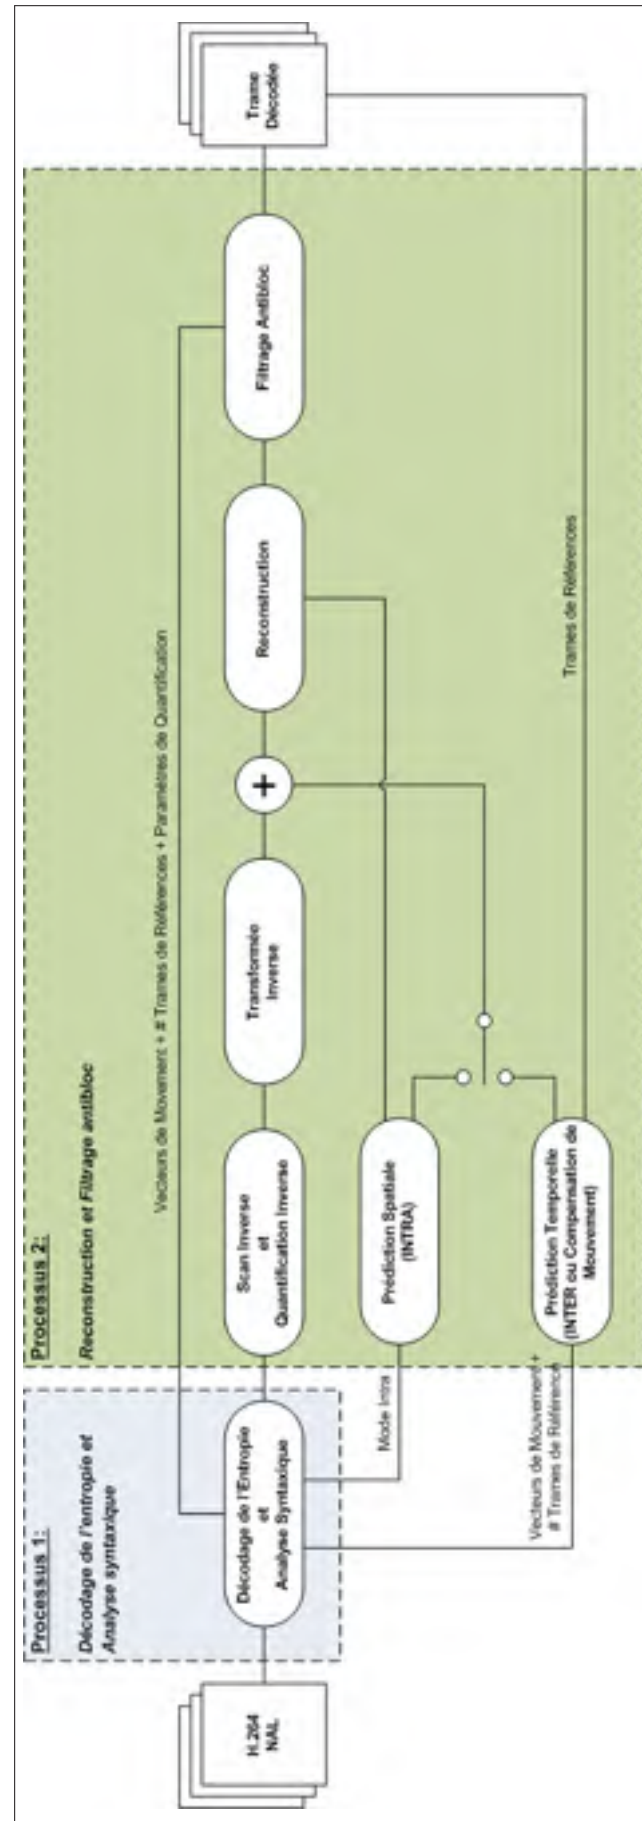 Processus 1:
Décodage de l'entropie et
Analyse syntaxique
Processus 2:
Reconstruction et Filtrage antibloc
Vecteurs de Movement + # Trames de Références + Paramètres de Quantification
H.264
NAL
Décodage de l'Entropie
et
Analyse Syntaxique
Scan Inverse
et
Quantification Inverse
Transformée
Inverse
+
Reconstruction
Filtrage Antibloc
Trame
Décodée
Mode Intra
Prédiction Spatiale
(INTRA)
Vecteurs de Mouvement +
# Trames de Référence
Prédiction Temporelle
(INTER ou Compensation de
Mouvement)
Trames de Références